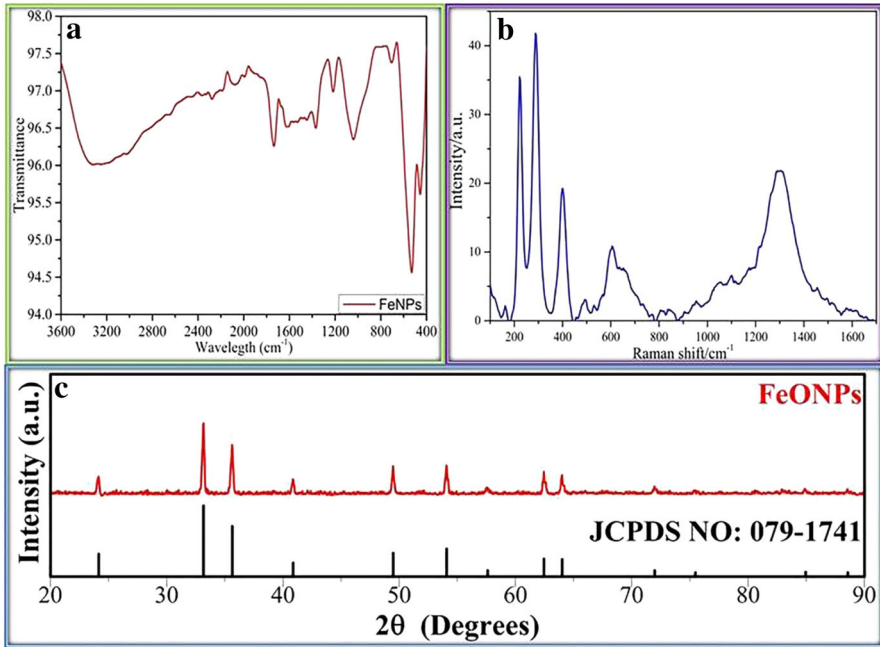 a
Transmittance
98.0
97.5
97.0
96.5
96.0
95.5
95.0
94.5
94.0
FeNPs
3600 3200 2800 2400 2000 1600 1200 800 400
Wavelegth (cm-1)
b
Intensity/a.u.
40
30
20
10
0
200 400 600 800 1000 1200 1400 1600
Raman shift/cm-1
c
Intensity (a.u.)
FeONPs
JCPDS NO: 079-1741
20 30 40 50 60 70 80 90
2θ (Degrees)